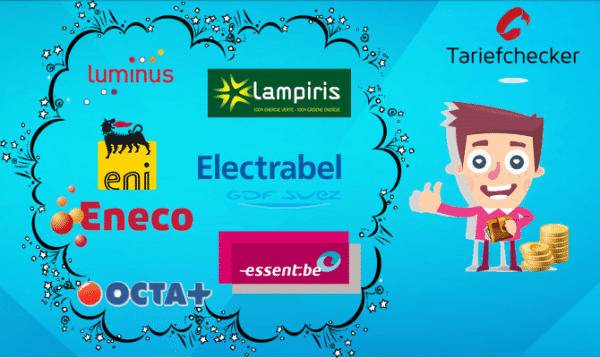 Tariefchecker
luminus
Lampiris
100% ENERGIE VERTE - 100% GROENE ENERGIE
eni
Electrabel
GDF SUEZ
Eneco
essent.be
OCTA+